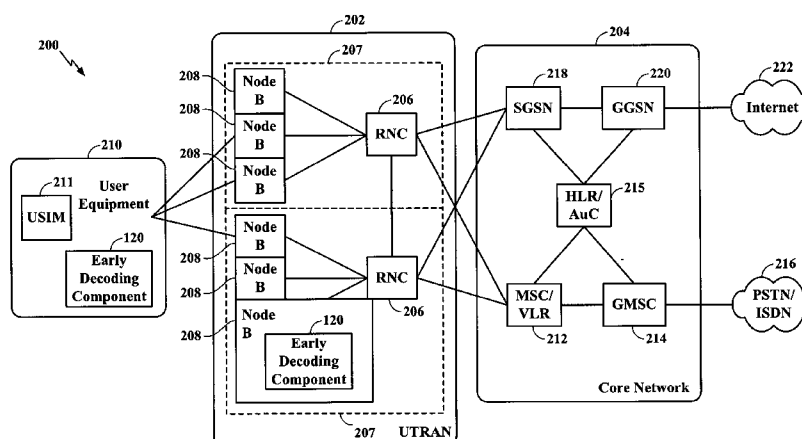 200
202
204
207
208
Node
B
208
Node
B
208
Node
B
206
RNC
218
SGSN
220
GGSN
222
Internet
210
211
USIM
User
Equipment
120
Early
Decoding
Component
HLR/
AuC
215
208
Node
B
208
Node
B
RNC
206
208
Node
B
120
Early
Decoding
Component
MSC/
VLR
212
GMSC
214
216
PSTN/
ISDN
207
UTRAN
Core Network